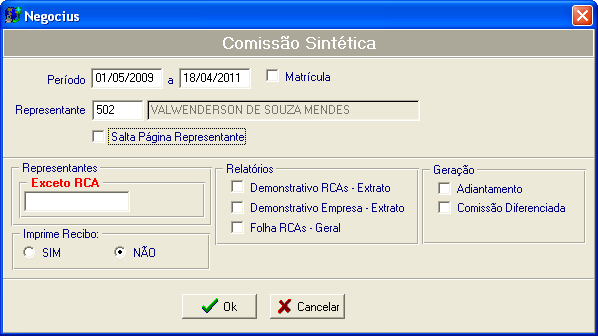 Negocius
Comissão Sintética
Período 01/05/2009 a 18/04/2011 Matrícula
Representante 502 VALWENDERSON DE SOUZA MENDES
Salta Página Representante
Representantes
Exceto RCA
Imprime Recibo:
SIM NÃO
Relatórios
Demonstrativo RCAs - Extrato
Demonstrativo Empresa - Extrato
Folha RCAs - Geral
Geração
Adiantamento
Comissão Diferenciada
Ok Cancelar